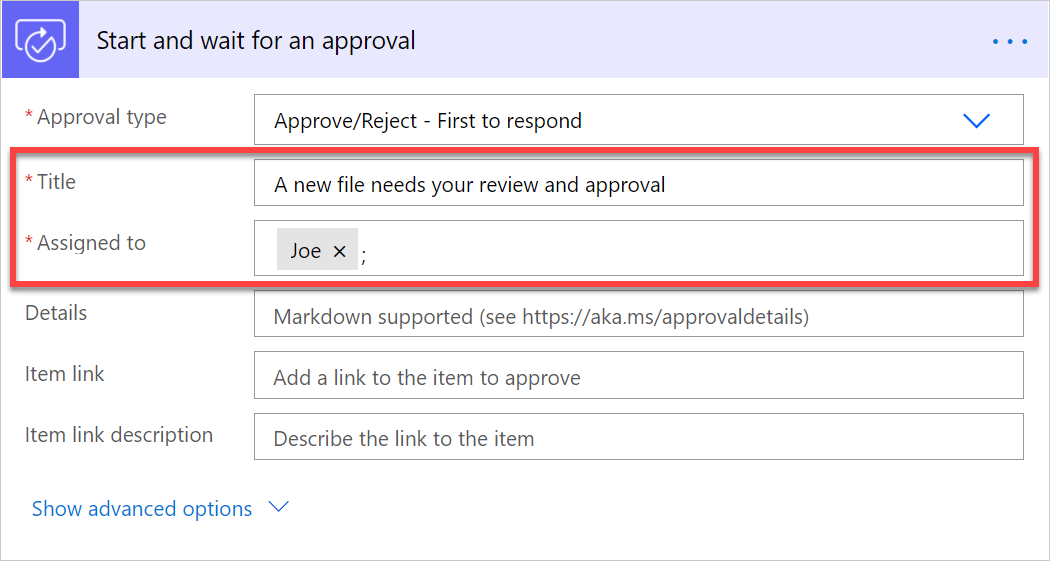 Start and wait for an approval
* Approval type
Approve/Reject - First to respond
* Title
A new file needs your review and approval
* Assigned to
Joe ×;
Details
Markdown supported (see https://aka.ms/approvaldetails)
Item link
Add a link to the item to approve
Item link description
Describe the link to the item
Show advanced options